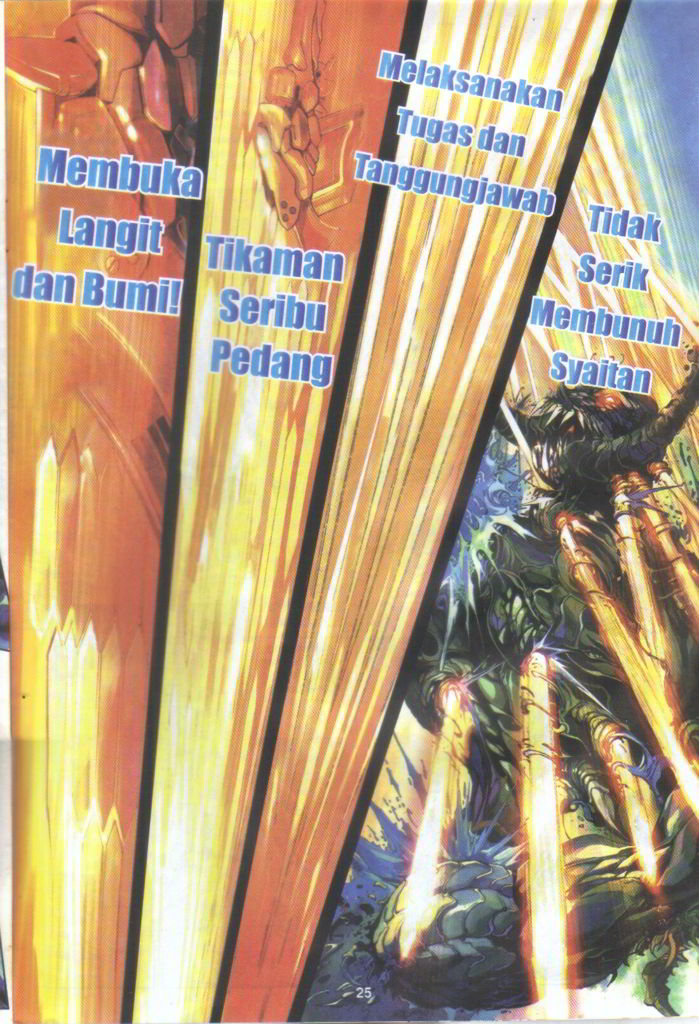 Membuka
Langit
dan Bumi!
Tikaman
Seribu
Pedang
Melaksanakan
Tugas dan
Tanggungjawab
Tidak
Serik
Membunuh
Syaitan
25